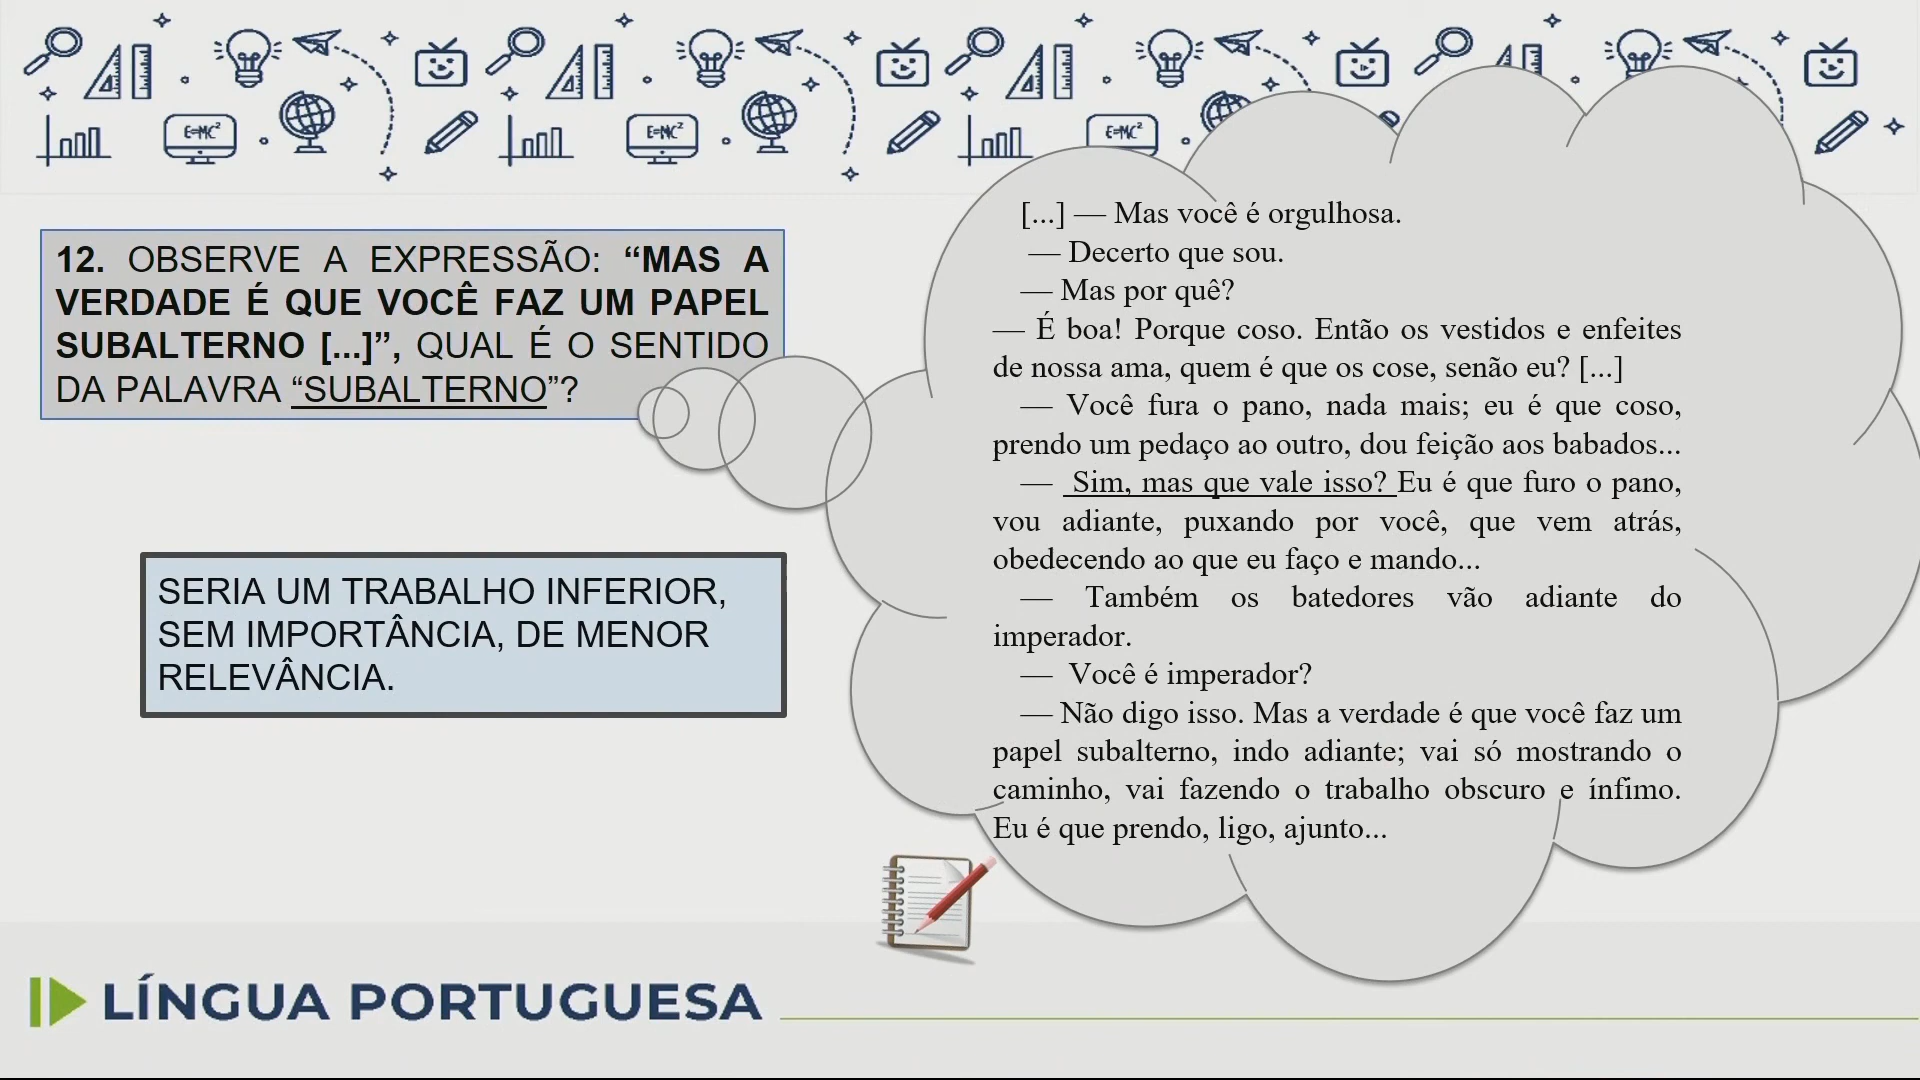 E=MC²
E=MC²
E=MC²
12. OBSERVE A EXPRESSÃO: “MAS A
VERDADE É QUE VOCÊ FAZ UM PAPEL
SUBALTERNO [...]”, QUAL É O SENTIDO
DA PALAVRA “SUBALTERNO”?
SERIA UM TRABALHO INFERIOR,
SEM IMPORTÂNCIA, DE MENOR
RELEVÂNCIA.
[...] — Mas você é orgulhosa.
— Decerto que sou.
— Mas por quê?
— É boa! Porque coso. Então os vestidos e enfeites
de nossa ama, quem é que os cose, senão eu? [...]
— Você fura o pano, nada mais; eu é que coso,
prendo um pedaço ao outro, dou feição aos babados...
— Sim, mas que vale isso? Eu é que furo o pano,
vou adiante, puxando por você, que vem atrás,
obedecendo ao que eu faço e mando...
— Também os batedores vão adiante do
imperador.
— Você é imperador?
— Não digo isso. Mas a verdade é que você faz um
papel subalterno, indo adiante; vai só mostrando o
caminho, vai fazendo o trabalho obscuro e ínfimo.
Eu é que prendo, ligo, ajunto...
LÍNGUA PORTUGUESA